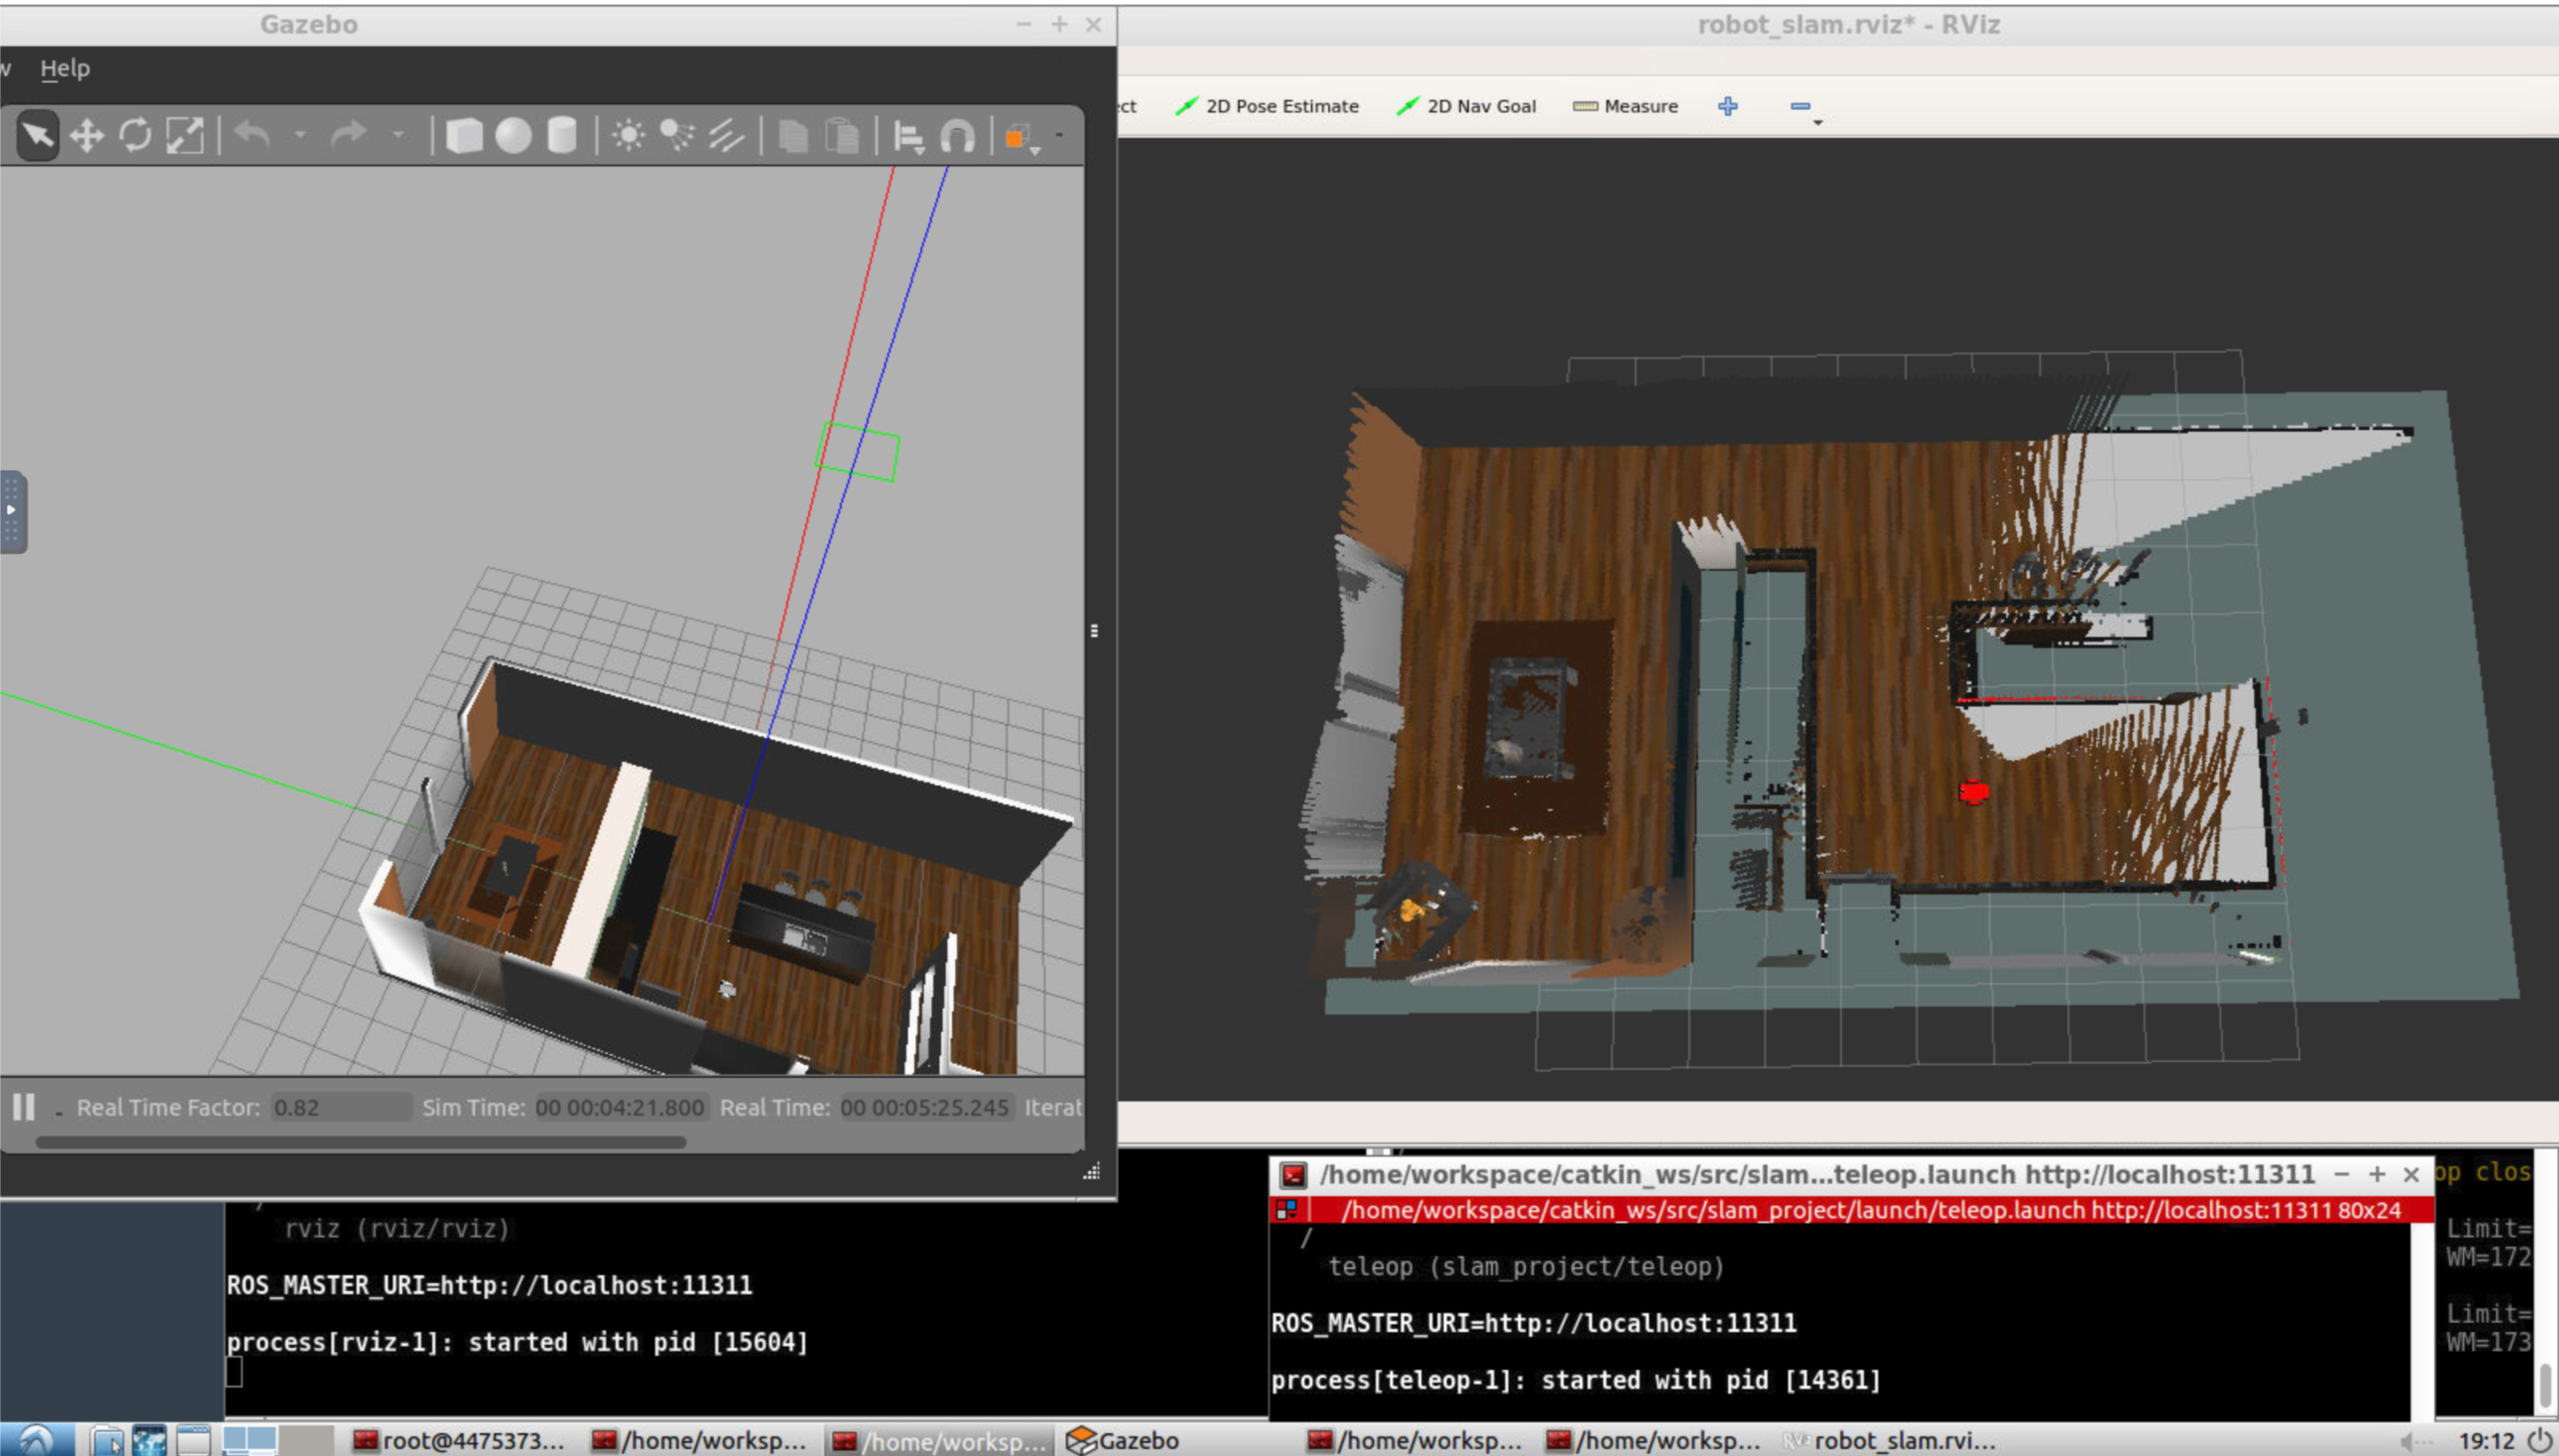 Gazebo
robot_slam.rviz* - RViz
w Help
ct 2D Pose Estimate 2D Nav Goal Measure
Real Time Factor: 0.82 Sim Time: 00 00:04:21.800 Real Time: 00 00:05:25.245 Iterat
/home/workspace/catkin_ws/src/slam...teleop.launch http://localhost:11311
/home/workspace/catkin_ws/src/slam_project/launch/teleop.launch http://localhost:11311 80x24
/
rviz (rviz/rviz)
ROS_MASTER_URI=http://localhost:11311
process[rviz-1]: started with pid [15604]
/
teleop (slam_project/teleop)
ROS_MASTER_URI=http://localhost:11311
process[teleop-1]: started with pid [14361]
op clos
Limit=
WM=172
Limit=
WM=173
root@4475373... /home/worksp... /home/worksp... Gazebo /home/worksp... /home/worksp... robot_slam.rvi... 19:12